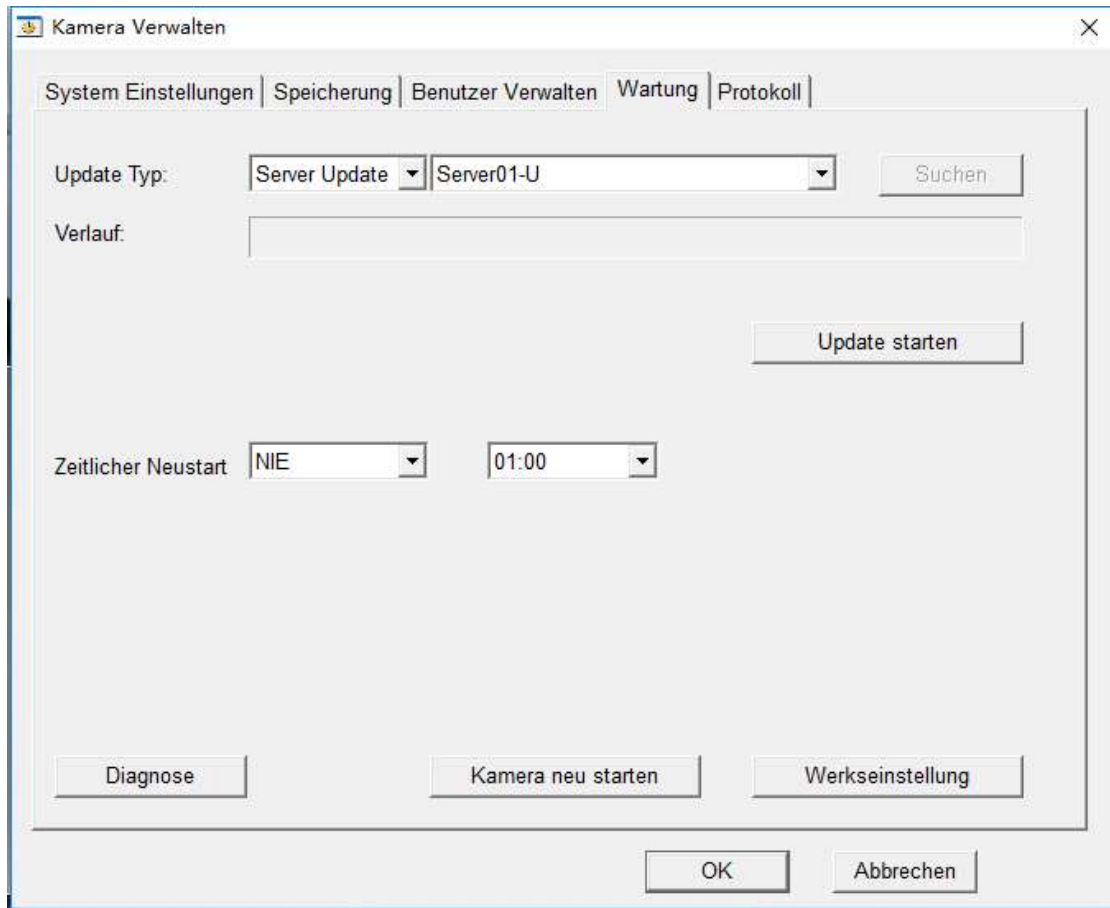 Kamera Verwalten
System Einstellungen Speicherung Benutzer Verwalten Wartung Protokoll
Update Typ: Server Update Server01-U Suchen
Verlauf:
Update starten
Zeitlicher Neustart NIE 01:00
Diagnose Kamera neu starten Werkseinstellung
OK Abbrechen